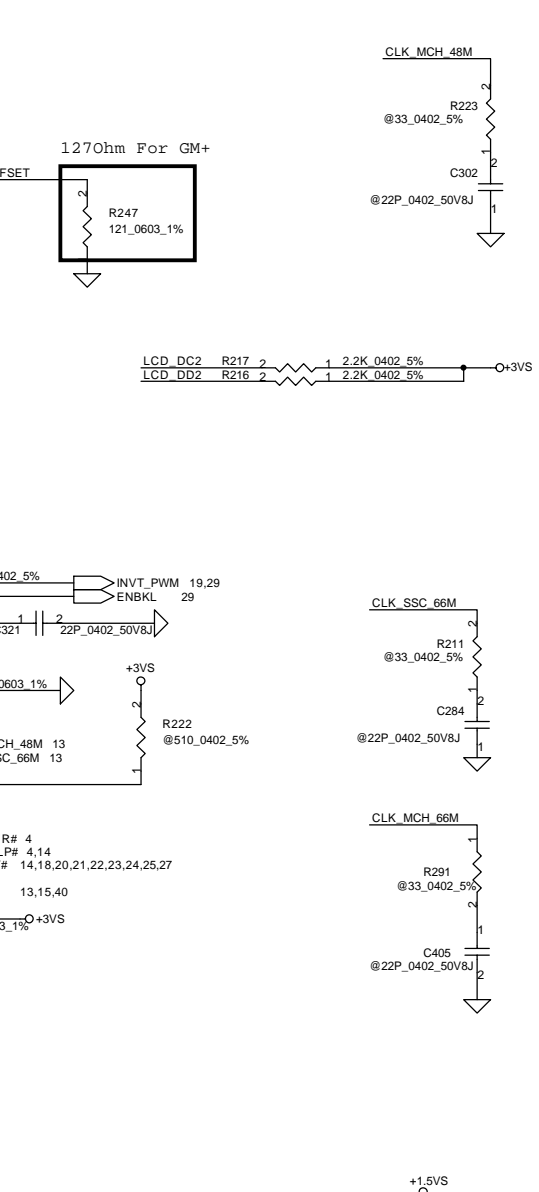 CLK_MCH_48M
2
R223
@33_0402_5%
1
2
C302
@22P_0402_50V8J
1
127Ohm For GM+
FSET
2
R247
121_0603_1%
1
LCD_DC2 R217 2 1 2.2K_0402_5%
LCD_DD2 R216 2 1 2.2K_0402_5%
+3VS
402_5%
INVT_PWM 19,29
ENBKL 29
1 2
C321 22P_0402_50V8J
0603_1%
+3VS
2
R222
@510_0402_5%
1
CH_48M 13
SC_66M 13
R# 4
LP# 4,14
# 14,18,20,21,22,23,24,25,27
13,15,40
3_1%
+3VS
CLK_SSC_66M
2
R211
@33_0402_5%
1
2
C284
@22P_0402_50V8J
1
CLK_MCH_66M
1
R291
@33_0402_5%
2
1
C405
@22P_0402_50V8J
2
+1.5VS